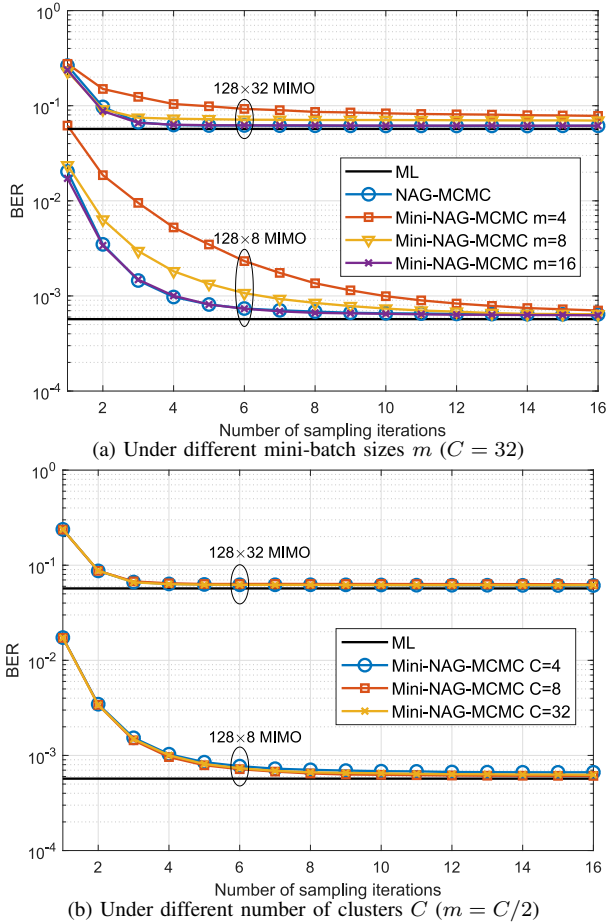 10^0
10^-1
10^-2
10^-3
10^-4
BER
128×32 MIMO
128×8 MIMO
ML
NAG-MCMC
Mini-NAG-MCMC m=4
Mini-NAG-MCMC m=8
Mini-NAG-MCMC m=16
2 4 6 8 10 12 14 16
Number of sampling iterations
(a) Under different mini-batch sizes m (C = 32)
10^0
10^-1
10^-2
10^-3
10^-4
BER
128×32 MIMO
128×8 MIMO
ML
Mini-NAG-MCMC C=4
Mini-NAG-MCMC C=8
Mini-NAG-MCMC C=32
2 4 6 8 10 12 14 16
Number of sampling iterations
(b) Under different number of clusters C (m = C/2)